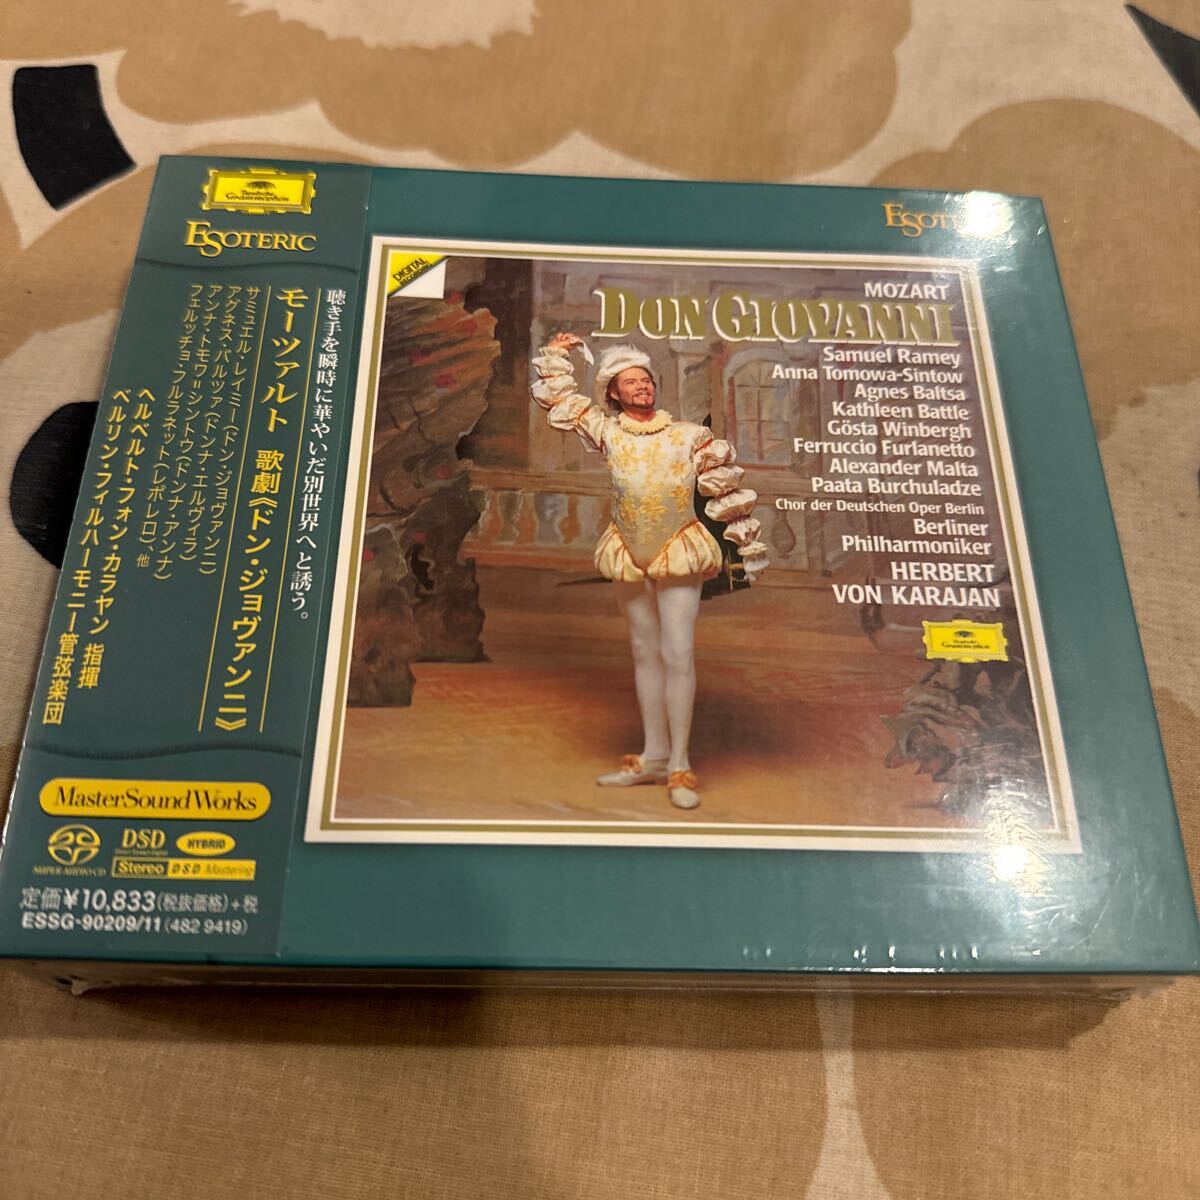 Deutsche
Grammophon
ESOTERIC
聴き手を瞬時に華やいだ別世界へと誘う。
モーツァルト 歌劇《ドン・ジョヴァンニ》
サミュエル・レイミー(ドン・ジョヴァンニ)
アグネス・バルツァ(ドンナ・エルヴィラ)
アンナ・トモワ=シントウ(ドンナ・アンナ)
フェルッチョ・フルラネット(レポレロ)、他
ヘルベルト・フォン・カラヤン 指揮
ベルリン・フィルハーモニー管弦楽団
MasterSoundWorks
SUPER AUDIO CD
DSD
Direct Stream Digital
HYBRID
Stereo
DSD Mastering
定価¥10,833(税抜価格)+税
ESSG-90209/11(482 9419)
DIGITAL
RECORDING
MOZART
DON GIOVANNI
Samuel Ramey
Anna Tomowa-Sintow
Agnes Baltsa
Kathleen Battle
Gösta Winbergh
Ferruccio Furlanetto
Alexander Malta
Paata Burchuladze
Chor der Deutschen Oper Berlin
Berliner
Philharmoniker
HERBERT
VON KARAJAN
Deutsche
Grammophon